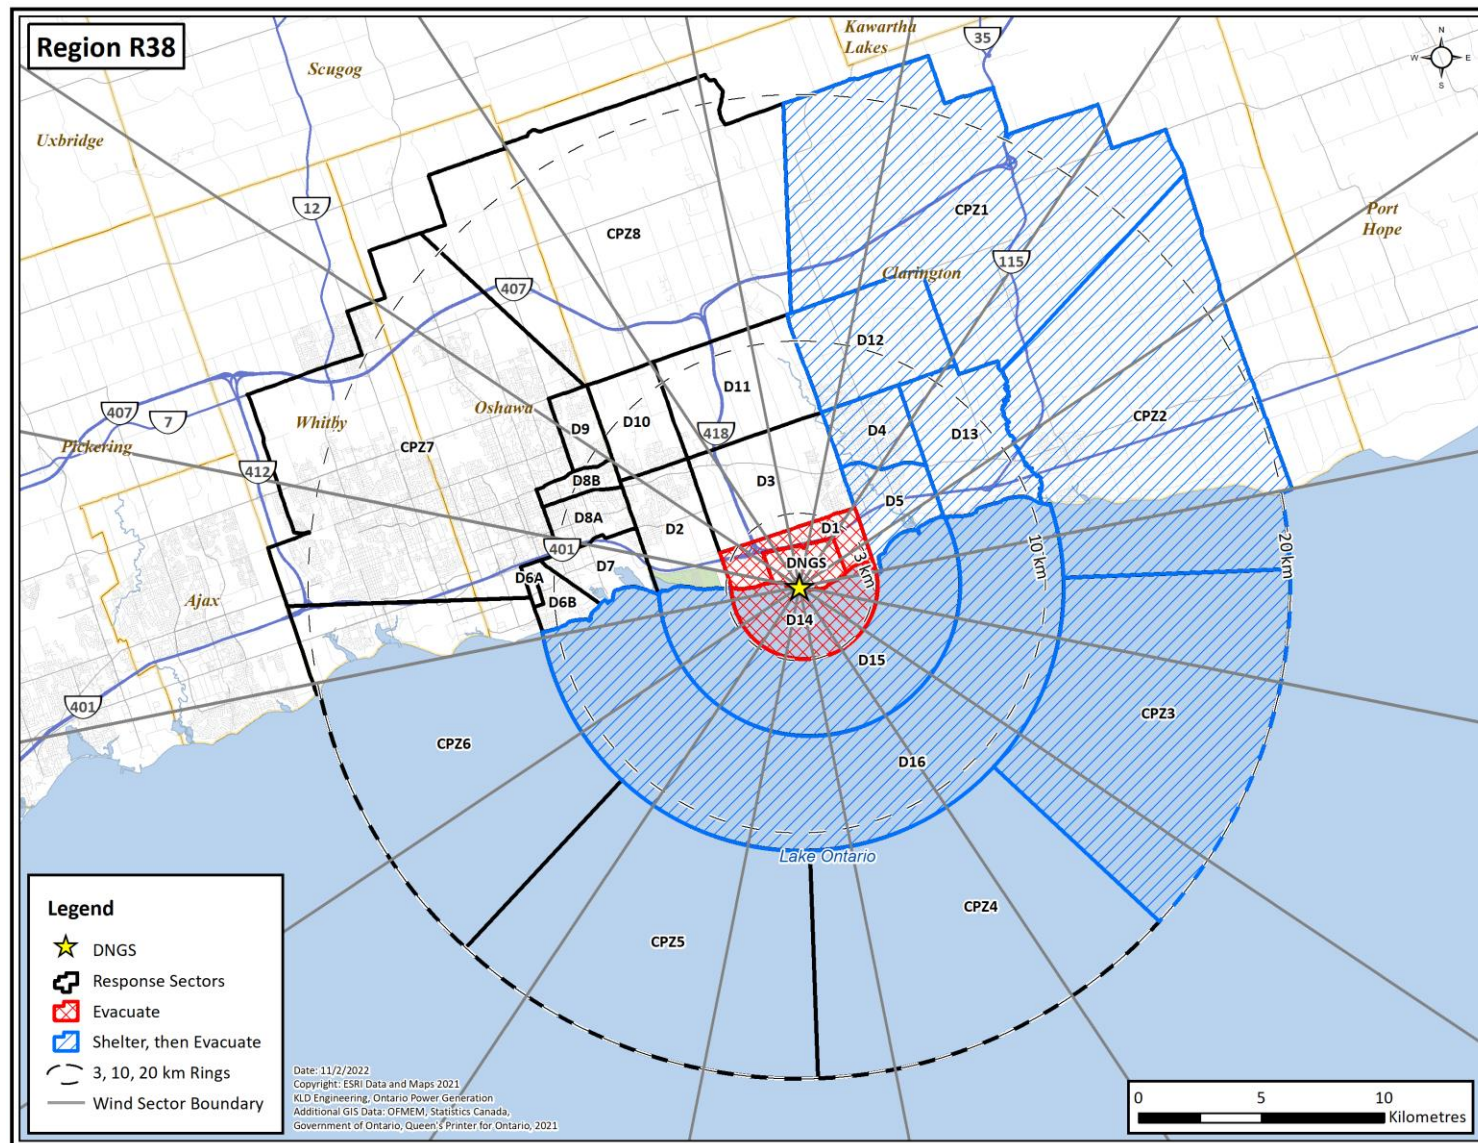 Region R38
Kawartha
Lakes
35
N
W
E
S
Scugog
Uxbridge
12
CPZ8
CPZ1
Port
Hope
Clarington
115
407
D12
D11
407
7
Whitby
Oshawa
D9
D10
418
D4
D13
CPZ2
Pickering
412
CPZ7
D8B
D3
D5
D8A
D2
D1
401
D7
DNGS
3 km
10 km
20 km
D6A
D6B
Ajax
D14
D15
401
CPZ6
CPZ3
D16
Lake Ontario
CPZ4
CPZ5
Legend
DNGS
Response Sectors
Evacuate
Shelter, then Evacuate
3, 10, 20 km Rings
Wind Sector Boundary
Date: 11/2/2022
Copyright: ESRI Data and Maps 2021
KLD Engineering, Ontario Power Generation
Additional GIS Data: OFMEM, Statistics Canada,
Government of Ontario, Queen's Printer for Ontario, 2021
0
5
10
Kilometres